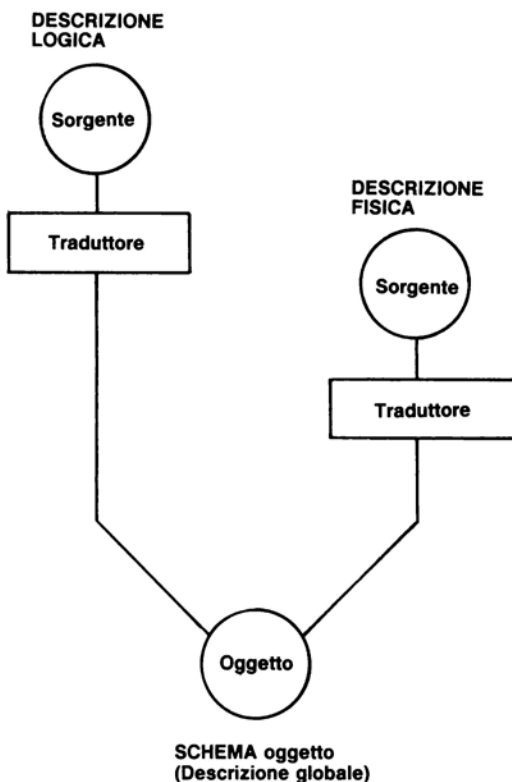 DESCRIZIONE
LOGICA
Sorgente
Traduttore
DESCRIZIONE
FISICA
Sorgente
Traduttore
Oggetto
SCHEMA oggetto
(Descrizione globale)